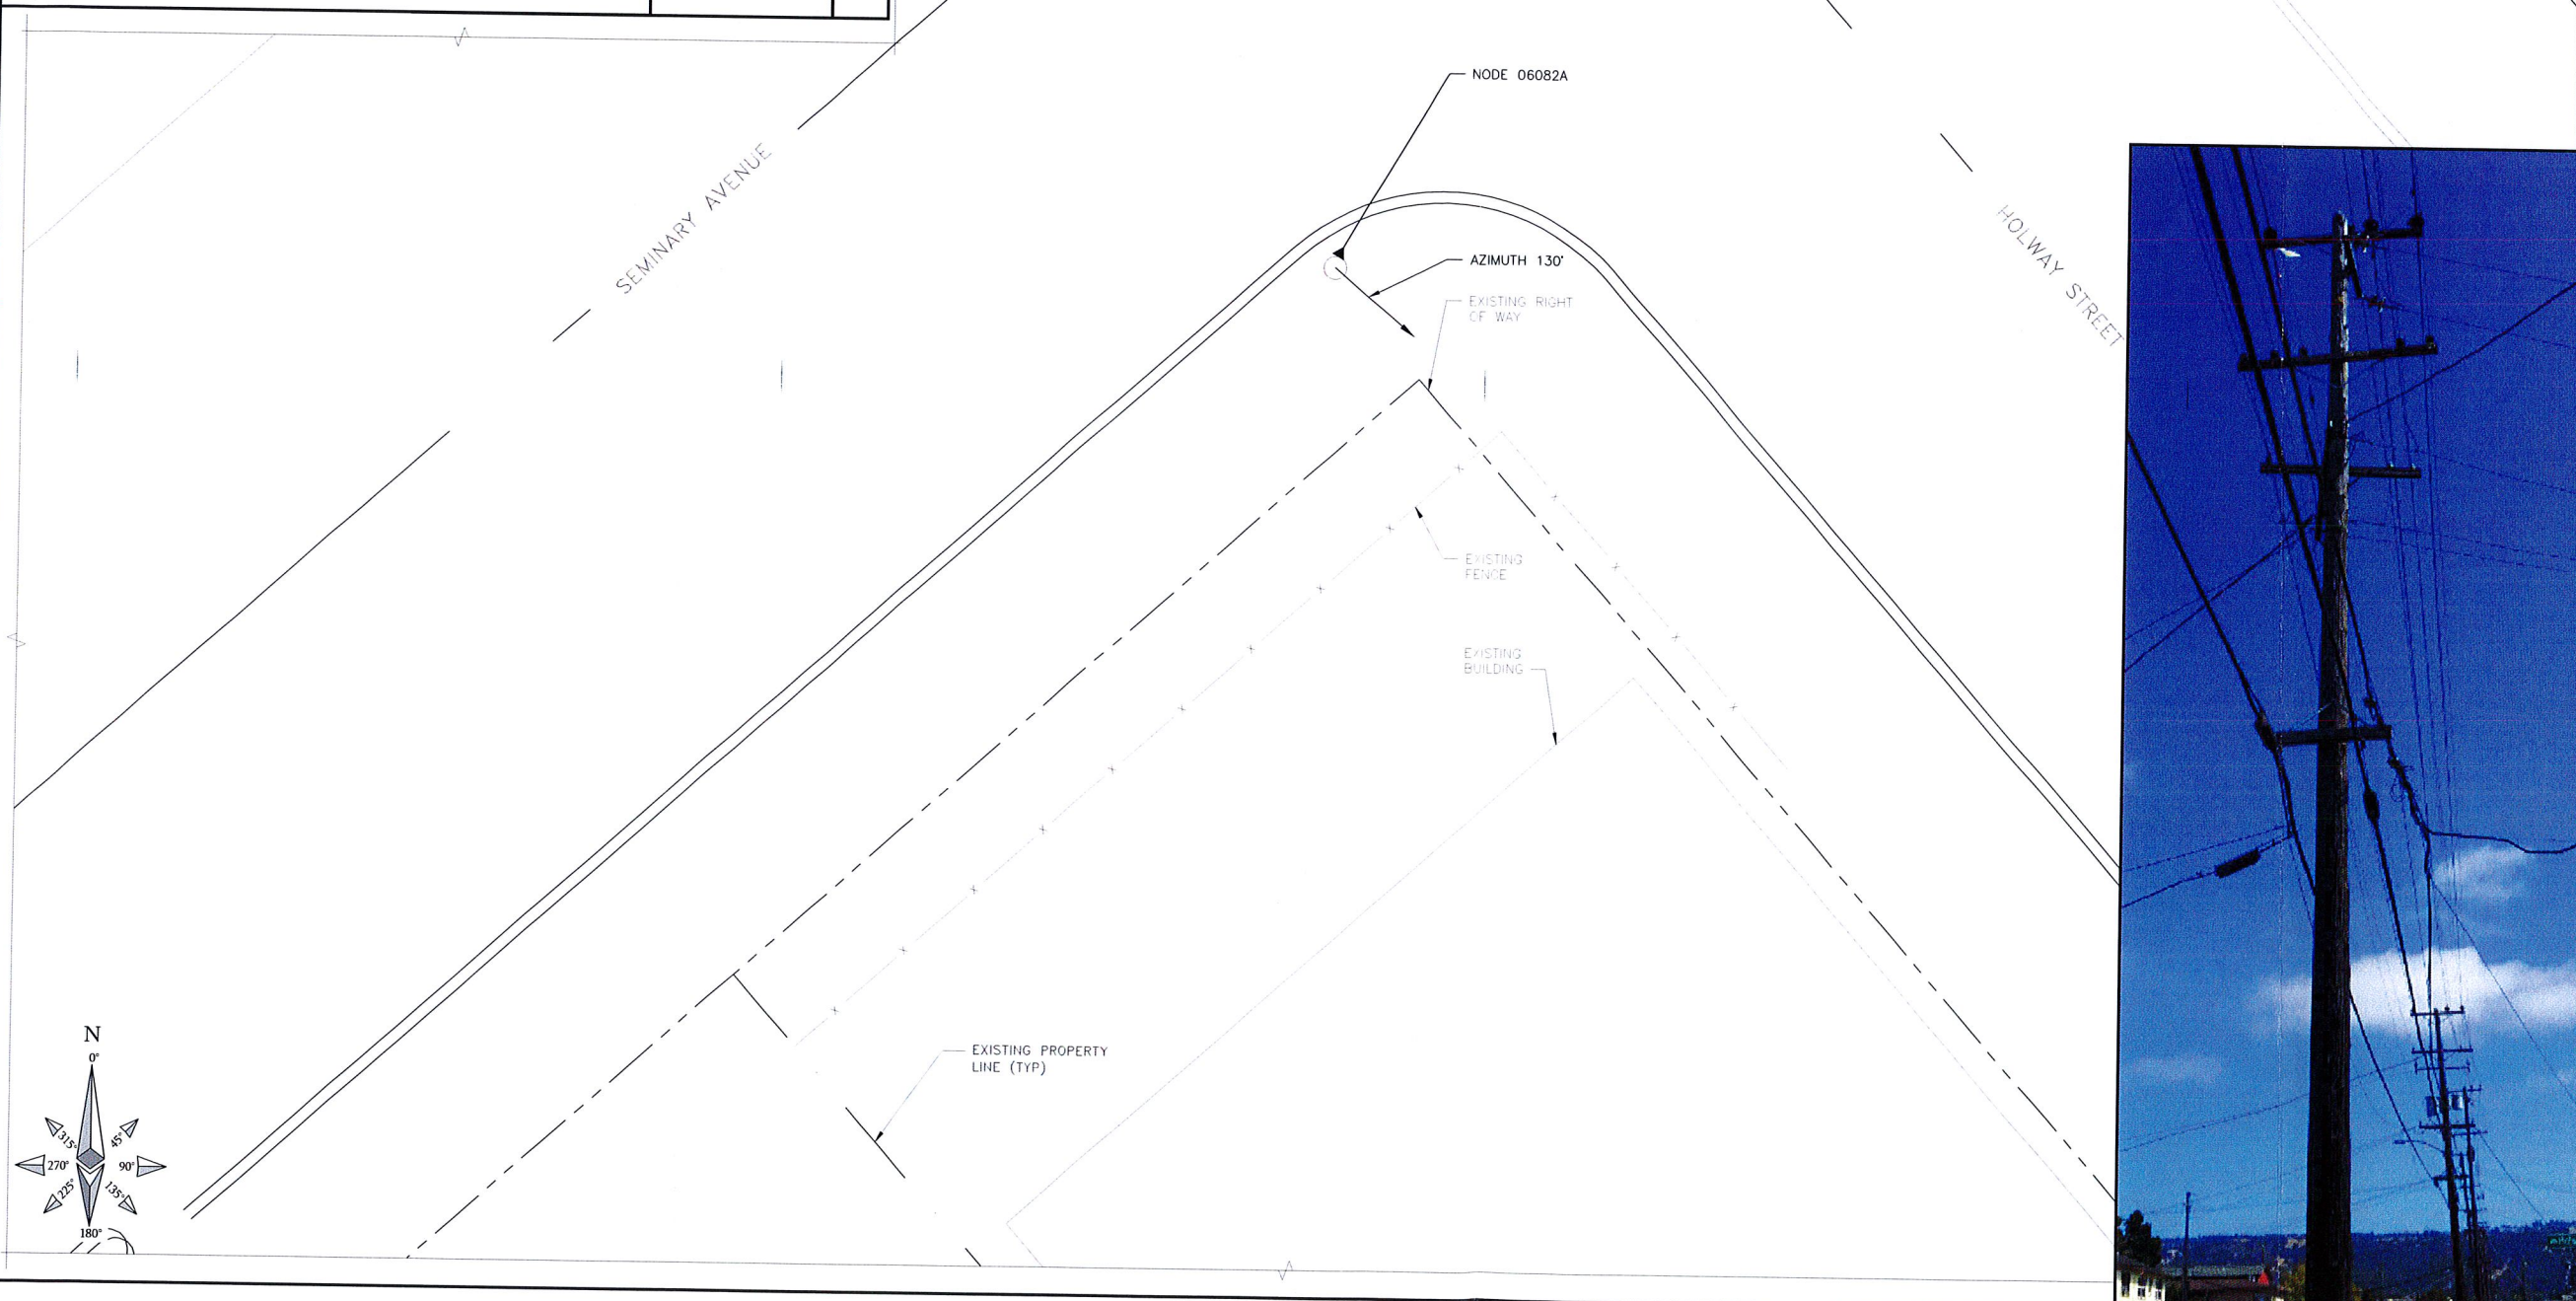 NODE 06082A
SEMINARY AVENUE
HOLWAY STREET
AZIMUTH 130°
EXISTING RIGHT
OF WAY
EXISTING
FENCE
EXISTING
BUILDING
EXISTING PROPERTY
LINE (TYP)
N
0°
315°
45°
270°
90°
225°
135°
180°